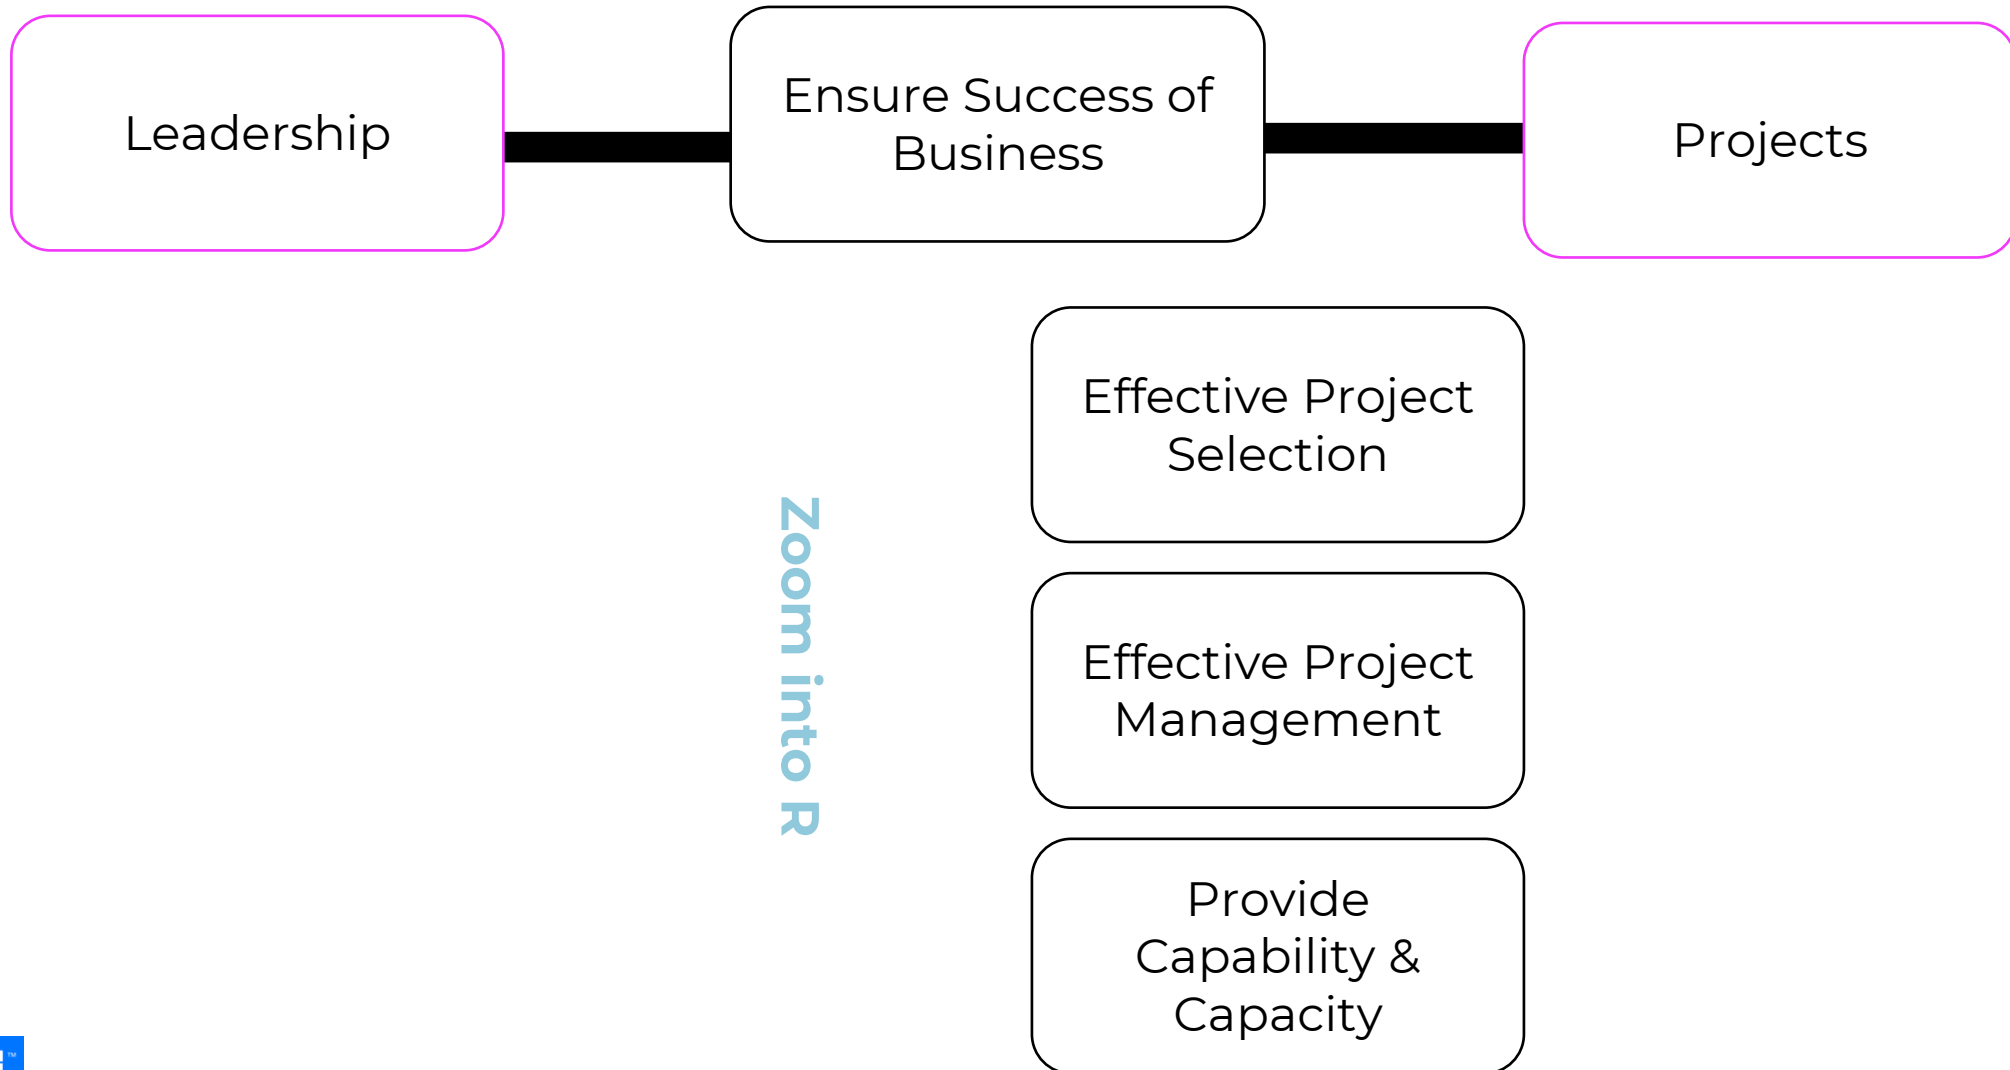 Leadership
Ensure Success of
Business
Projects
Effective Project
Selection
Zoom into R
Effective Project
Management
Provide
Capability &
Capacity